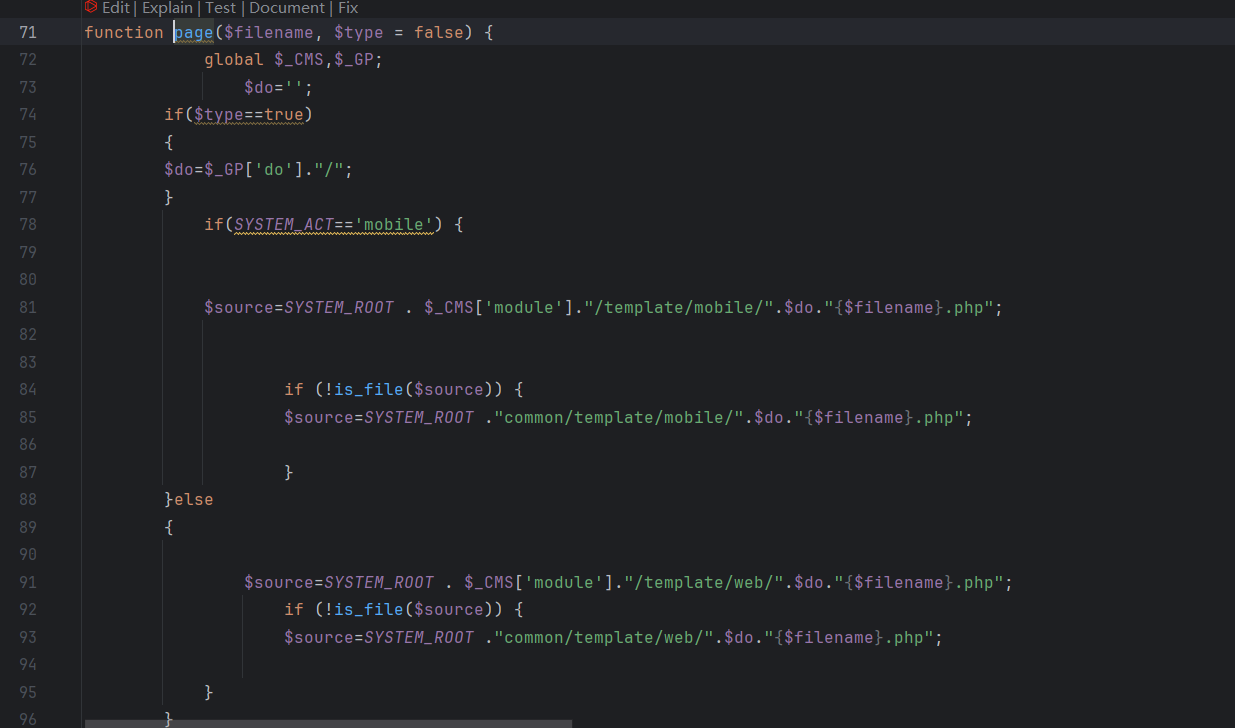 Edit | Explain | Test | Document | Fix
71 function page($filename, $type = false) {
72 global $_CMS,$_GP;
73 $do='';
74 if($type==true)
75 {
76 $do=$_GP['do']."/";
77 }
78 if(SYSTEM_ACT=='mobile') {
79
80
81 $source=SYSTEM_ROOT . $_CMS['module']."/template/mobile/".$do."{$filename}.php";
82
83
84 if (!is_file($source)) {
85 $source=SYSTEM_ROOT ."common/template/mobile/".$do."{$filename}.php";
86
87 }
88 }else
89 {
90
91 $source=SYSTEM_ROOT . $_CMS['module']."/template/web/".$do."{$filename}.php";
92 if (!is_file($source)) {
93 $source=SYSTEM_ROOT ."common/template/web/".$do."{$filename}.php";
94
95 }
96 }